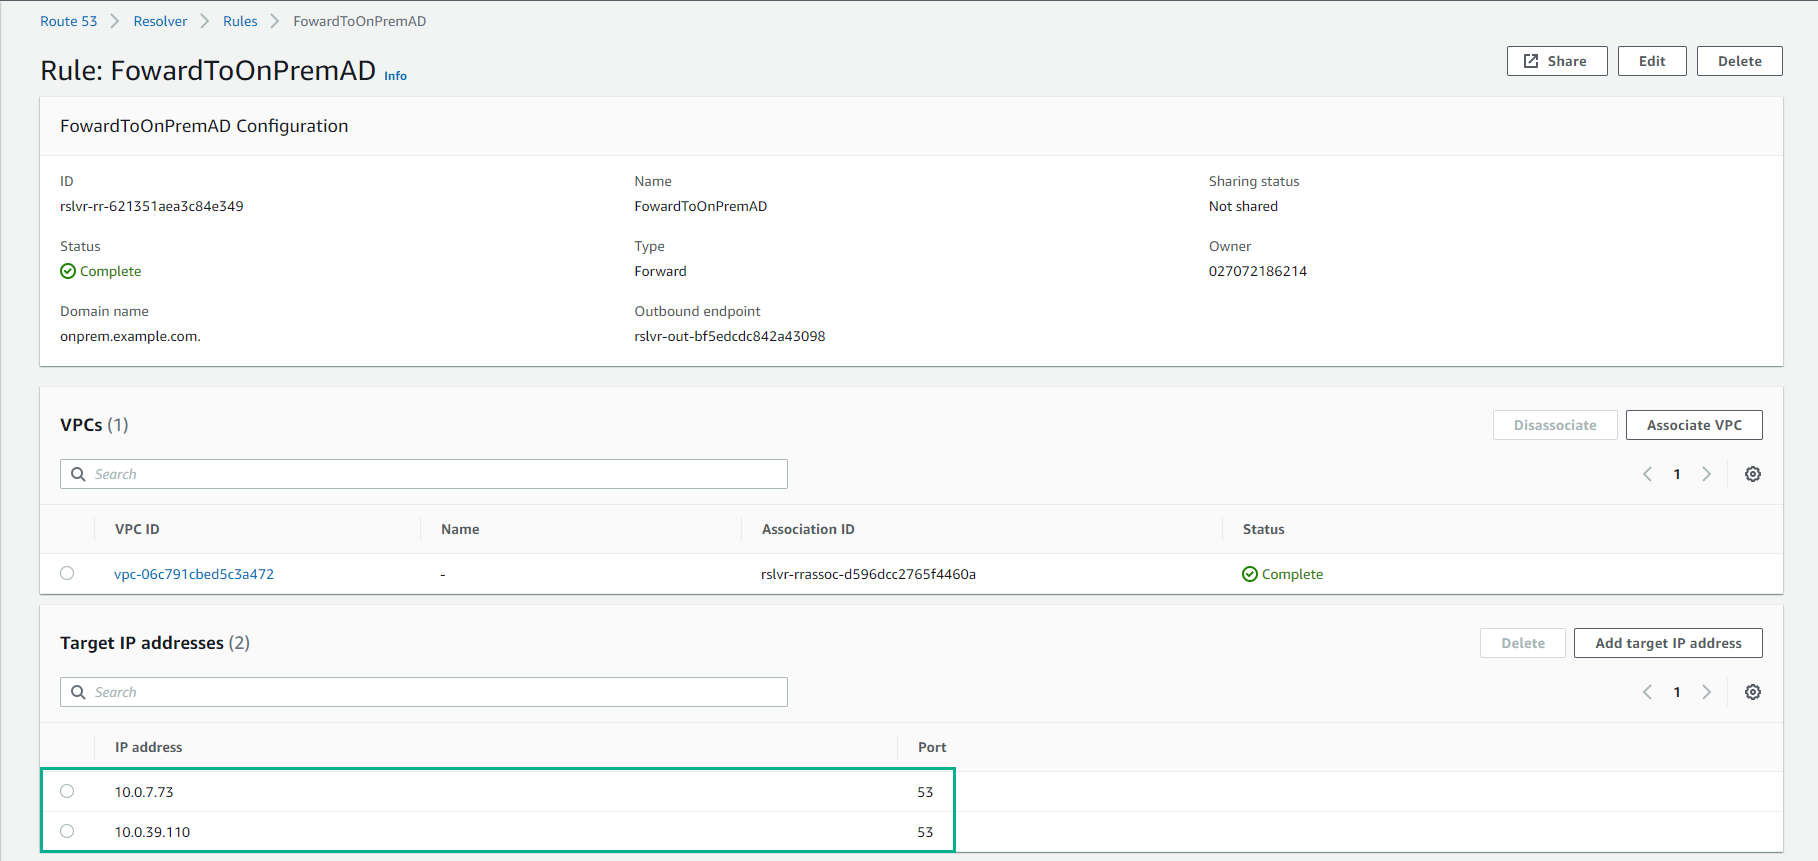 Route 53 > Resolver > Rules > FowardToOnPremAD
Rule: FowardToOnPremAD Info
Share Edit Delete
FowardToOnPremAD Configuration
ID Name Sharing status
rslvr-rr-621351aea3c84e349 FowardToOnPremAD Not shared
Status Type Owner
Complete Forward 027072186214
Domain name Outbound endpoint
onprem.example.com. rslvr-out-bf5edcdc842a43098
VPCs (1) Disassociate Associate VPC
Search 1
VPC ID Name Association ID Status
vpc-06c791cbed5c3a472 - rslvr-rrassoc-d596dcc2765f4460a Complete
Target IP addresses (2) Delete Add target IP address
Search 1
IP address Port
10.0.7.73 53
10.0.39.110 53